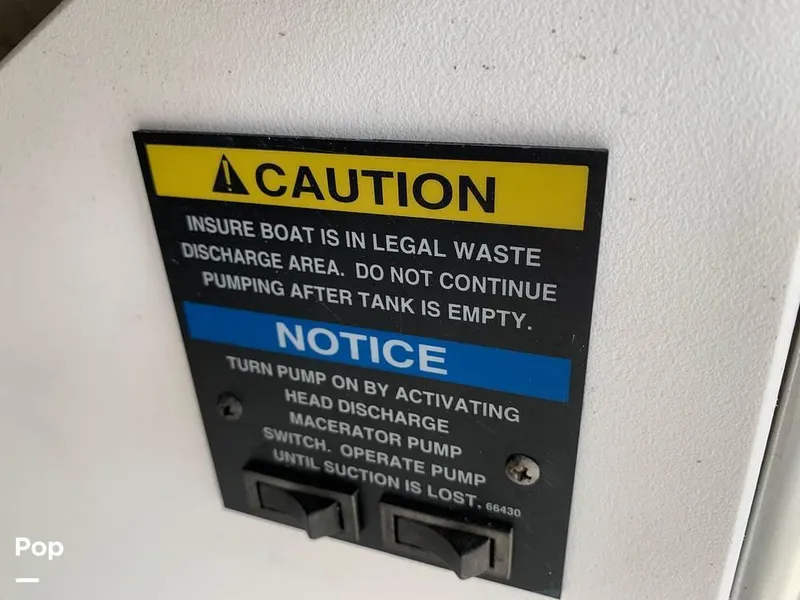 CAUTION
INSURE BOAT IS IN LEGAL WASTE
DISCHARGE AREA. DO NOT CONTINUE
PUMPING AFTER TANK IS EMPTY.
NOTICE
TURN PUMP ON BY ACTIVATING
HEAD DISCHARGE
MACERATOR PUMP
SWITCH. OPERATE PUMP
UNTIL SUCTION IS LOST. 66430
Pop